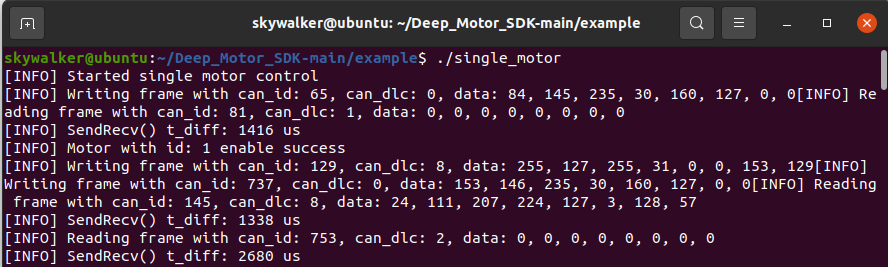 skywalker@ubuntu: ~/Deep_Motor_SDK-main/example
skywalker@ubuntu:~/Deep_Motor_SDK-main/example$ ./single_motor
[INFO] Started single motor control
[INFO] Writing frame with can_id: 65, can_dlc: 0, data: 84, 145, 235, 30, 160, 127, 0, 0[INFO] Re
ading frame with can_id: 81, can_dlc: 1, data: 0, 0, 0, 0, 0, 0, 0, 0
[INFO] SendRecv() t_diff: 1416 us
[INFO] Motor with id: 1 enable success
[INFO] Writing frame with can_id: 129, can_dlc: 8, data: 255, 127, 255, 31, 0, 0, 153, 129[INFO]
Writing frame with can_id: 737, can_dlc: 0, data: 153, 146, 235, 30, 160, 127, 0, 0[INFO] Reading
 frame with can_id: 145, can_dlc: 8, data: 24, 111, 207, 224, 127, 3, 128, 57
[INFO] SendRecv() t_diff: 1338 us
[INFO] Reading frame with can_id: 753, can_dlc: 2, data: 0, 0, 0, 0, 0, 0, 0, 0
[INFO] SendRecv() t_diff: 2680 us